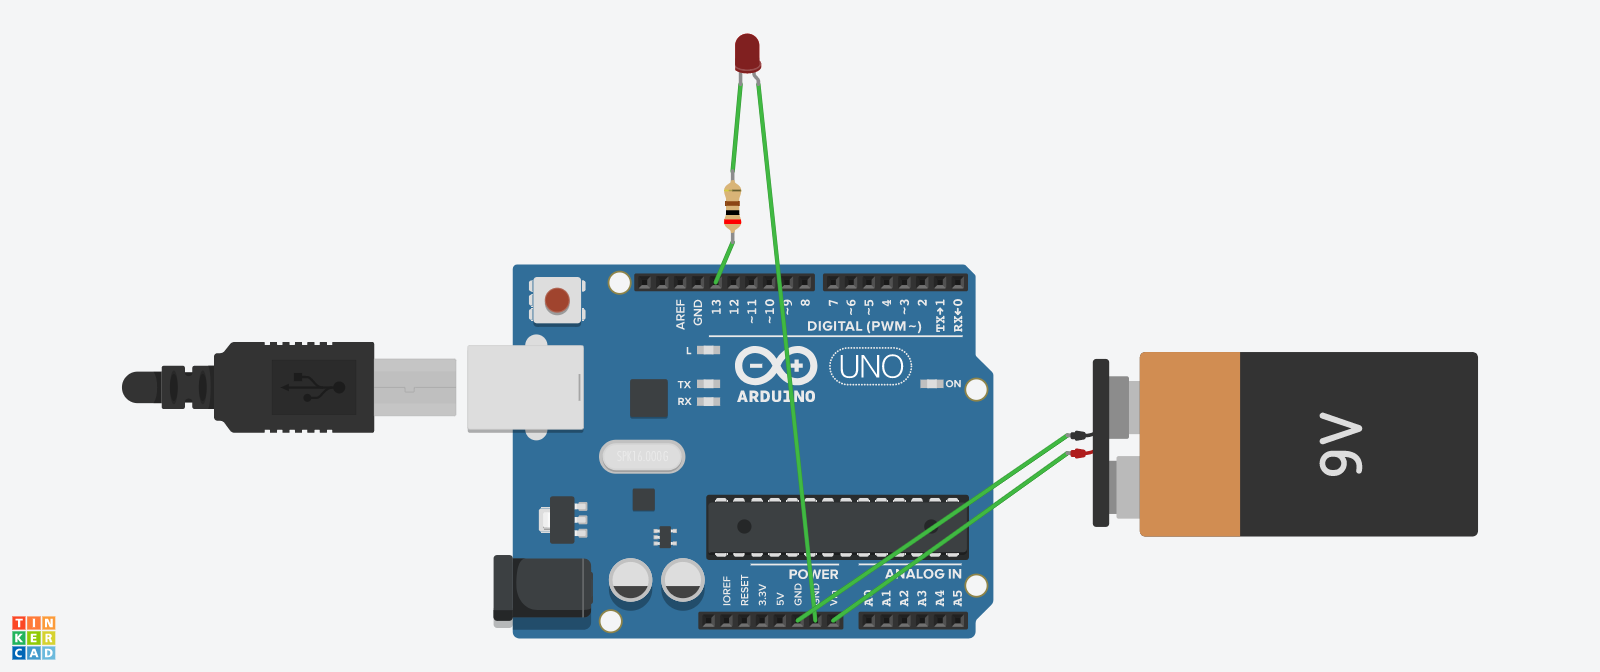 AREF
GND
13
12
~11
~10
~9
8
7
~6
~5
4
~3
2
TX→1
RX←0
DIGITAL (PWM~)
L
TX
RX
ARDUINO
UNO
ON
SPK16.000G
9V
POWER
ANALOG IN
IOREF
RESET
3.3V
5V
GND
GND
A0
A1
A2
A3
A4
A5
TIN
KER
CAD